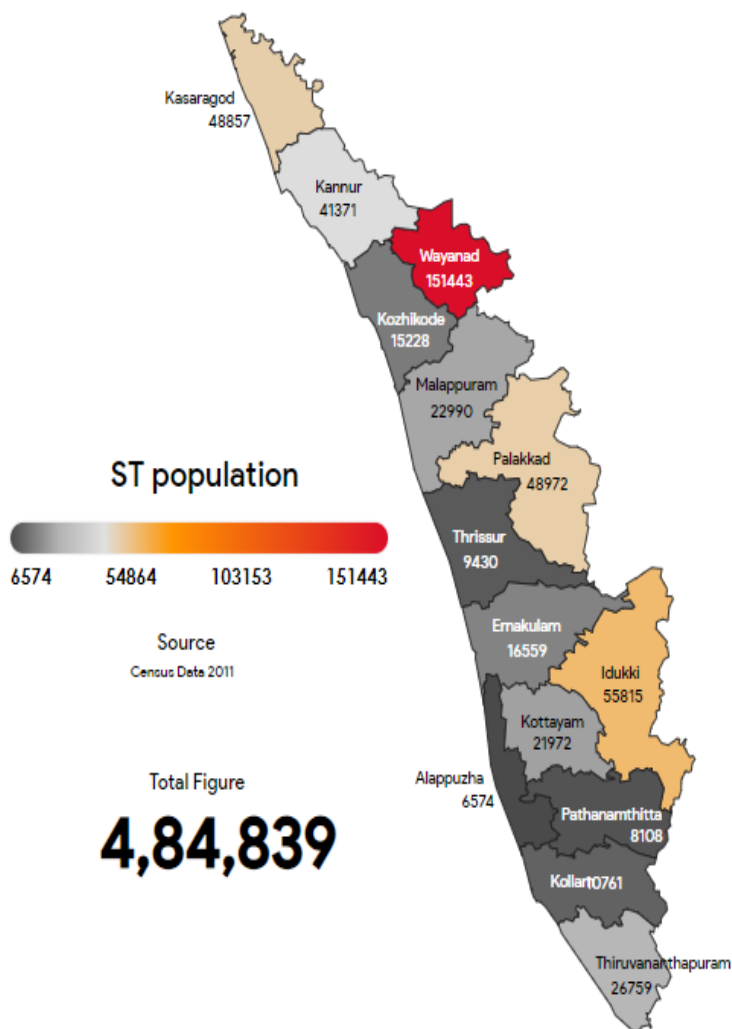 Kasaragod
48857
Kannur
41371
Wayanad
151443
Kozhikode
15228
Malappuram
22990
Palakkad
48972
ST population
6574 54864 103153 151443
Thrissur
9430
Source
Census Data 2011
Ernakulam
16559
Idukki
55815
Kottayam
21972
Total Figure
4,84,839
Alappuzha
6574
Pathanamthitta
8108
Kollam 10761
Thiruvananthapuram
26759